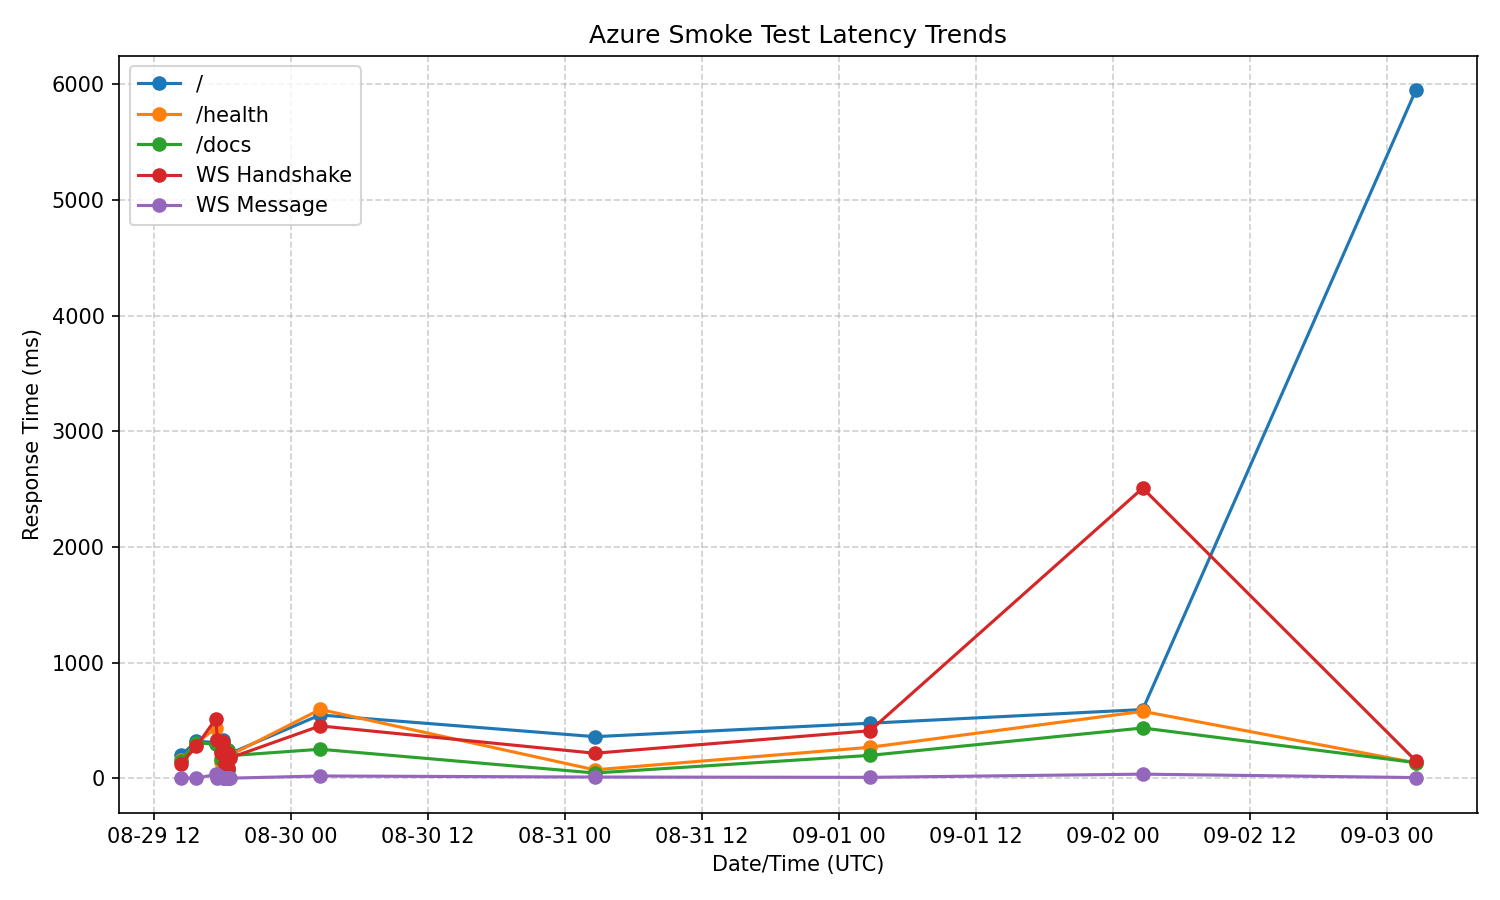 Azure Smoke Test Latency Trends
/
/health
/docs
WS Handshake
WS Message
Response Time (ms)
6000
5000
4000
3000
2000
1000
0
08-29 12
08-30 00
08-30 12
08-31 00
08-31 12
09-01 00
09-01 12
09-02 00
09-02 12
09-03 00
Date/Time (UTC)